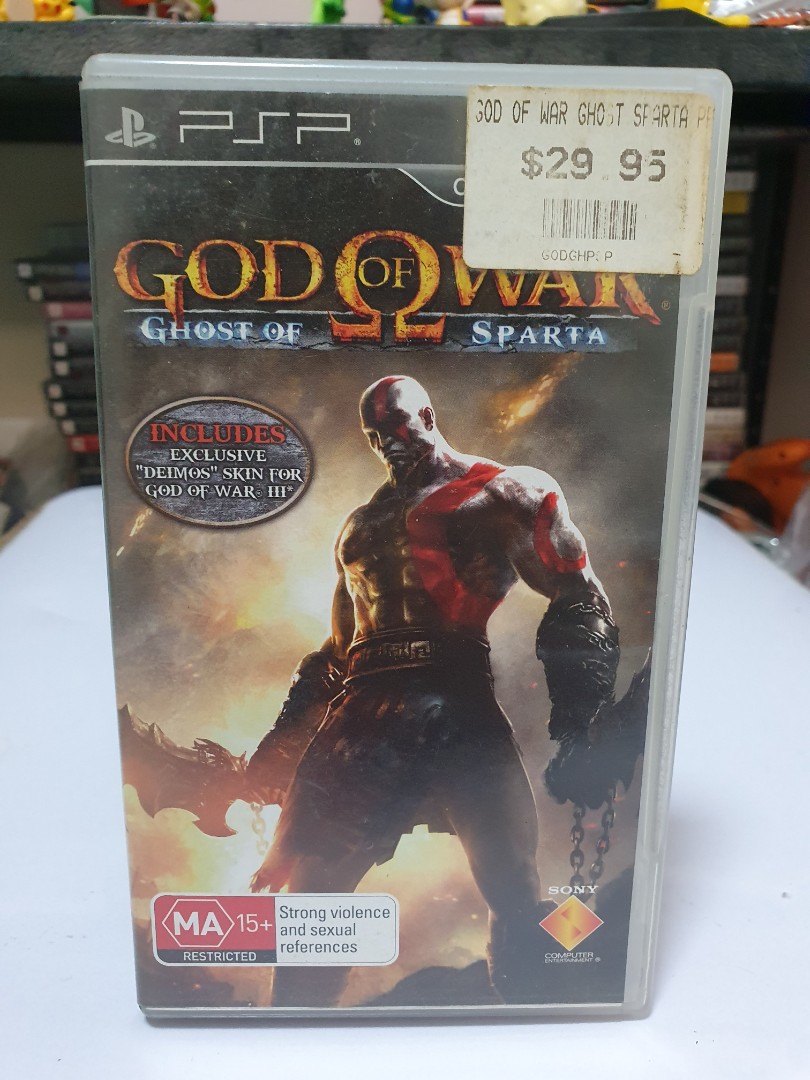 PSP
GOD OF WAR GHOST SPARTA
$29.95
GODGHPSP
GOD OF WAR
GHOST OF SPARTA
INCLUDES
EXCLUSIVE
"DEIMOS" SKIN FOR
GOD OF WAR® III*
MA 15+
RESTRICTED
Strong violence
and sexual
references
SONY
COMPUTER
ENTERTAINMENT ®